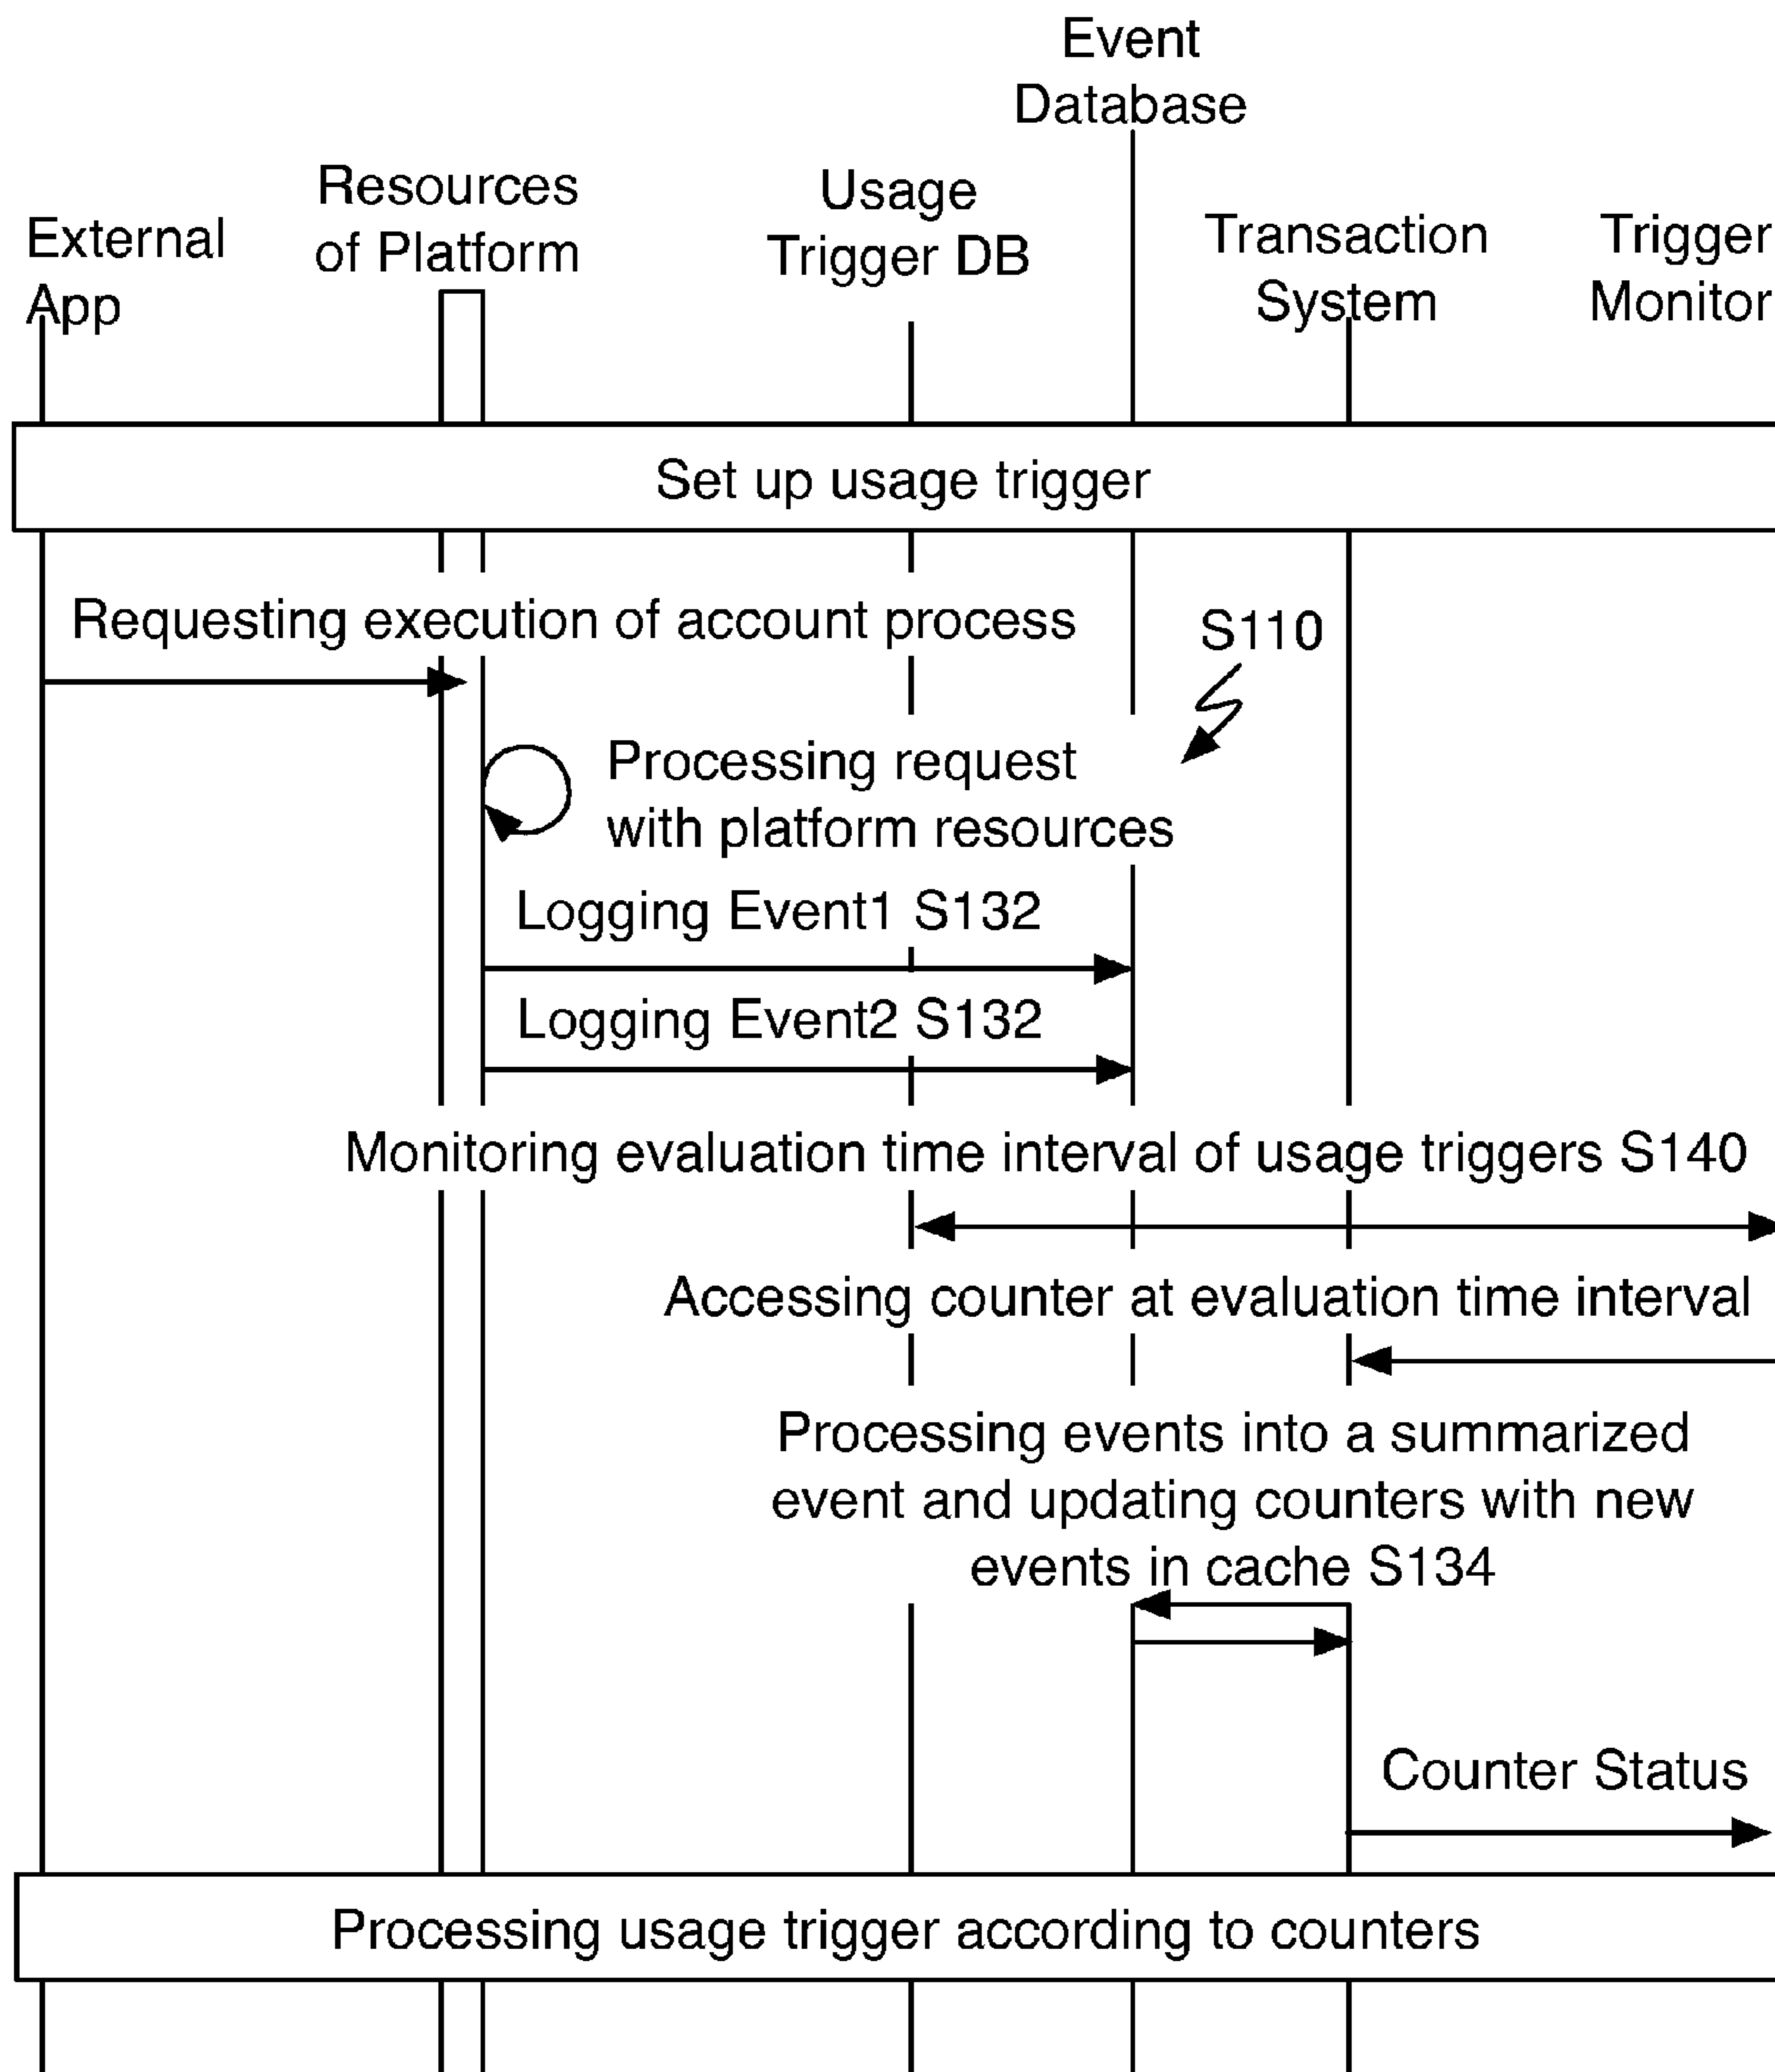 Event
Database
Resources
of Platform
Usage
Trigger DB
External
App
Transaction
System
Trigger
Monitor
Set up usage trigger
Requesting execution of account process
S110
Processing request
with platform resources
Logging Event1 S132
Logging Event2 S132
Monitoring evaluation time interval of usage triggers S140
Accessing counter at evaluation time interval
Processing events into a summarized
event and updating counters with new
events in cache S134
Counter Status
Processing usage trigger according to counters